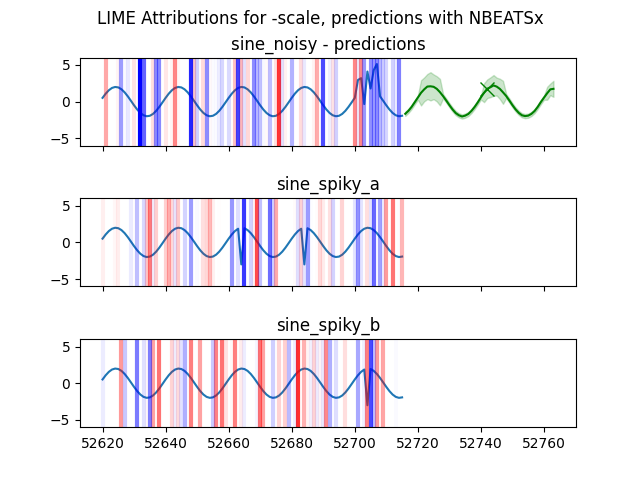 LIME Attributions for -scale, predictions with NBEATSx
sine_noisy - predictions
5
0
−5
sine_spiky_a
5
0
−5
sine_spiky_b
5
0
−5
52620 52640 52660 52680 52700 52720 52740 52760